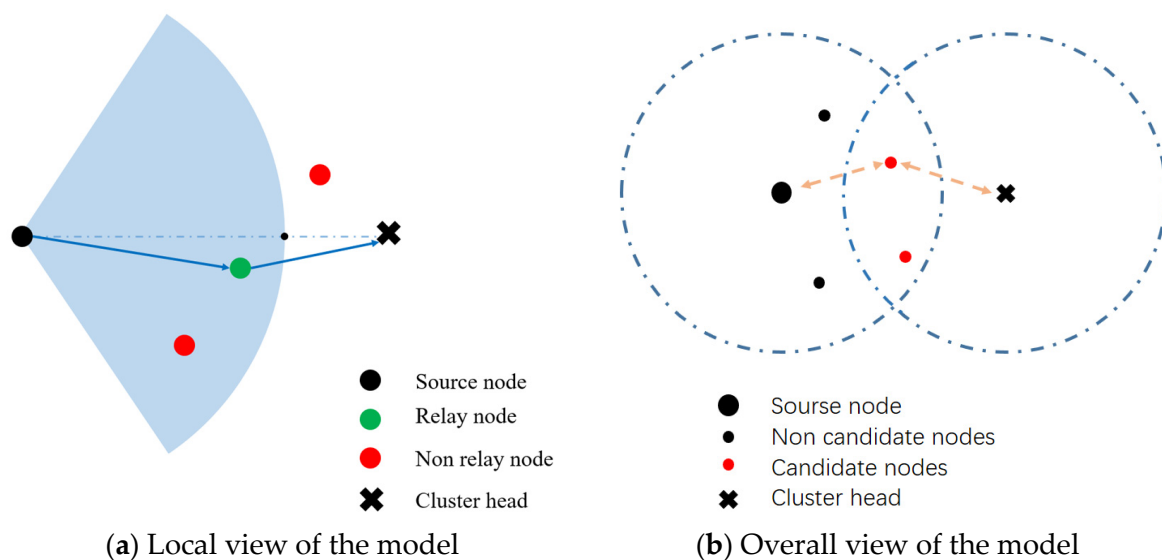 Source node
Relay node
Non relay node
Cluster head
(a) Local view of the model
Sourse node
Non candidate nodes
Candidate nodes
Cluster head
(b) Overall view of the model